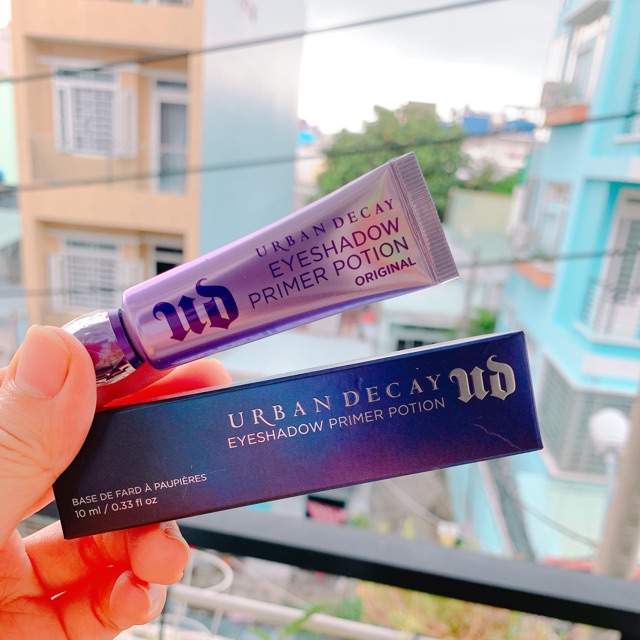 URBAN DECAY
EYESHADOW
PRIMER POTION
ORIGINAL
UD
URBAN DECAY UD
EYESHADOW PRIMER POTION
BASE DE FARD À PAUPIÈRES
10 ml / 0.33 fl oz